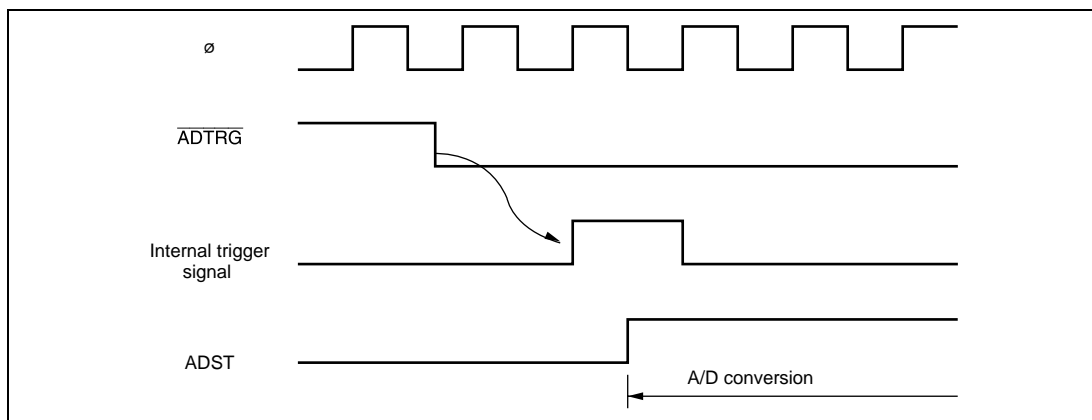 ø
ADTRG
Internal trigger
signal
ADST
A/D conversion